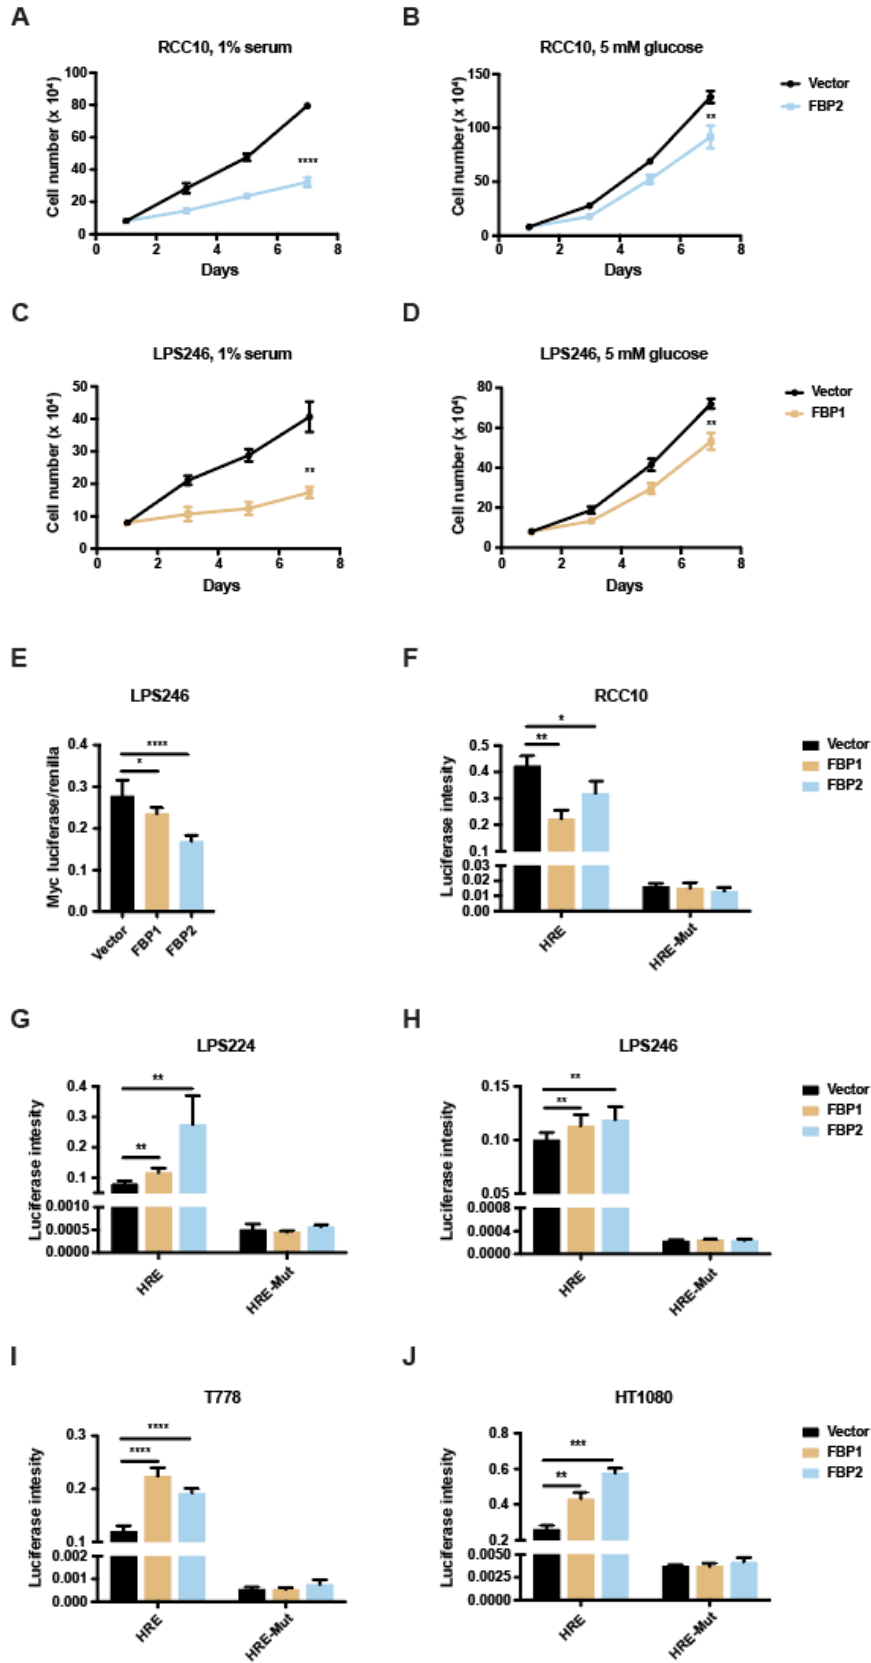 A
RCC10, 1% serum
Cell number (x 10⁴)
100
80
60
40
20
0
****
0 2 4 6 8
Days
B
RCC10, 5 mM glucose
Cell number (x 10⁴)
150
100
50
0
**
0 2 4 6 8
Days
Vector
FBP2
C
LPS246, 1% serum
Cell number (x 10⁴)
50
40
30
20
10
0
**
0 2 4 6 8
Days
D
LPS246, 5 mM glucose
Cell number (x 10⁴)
80
60
40
20
0
**
0 2 4 6 8
Days
Vector
FBP1
E
LPS246
Myc luciferase/renilla
0.4
0.3
0.2
0.1
0.0
****
*
Vector FBP1 FBP2
F
RCC10
Luciferase intesity
0.5
0.4
0.3
0.2
0.1
0.03
0.02
0.01
0.00
*
**
HRE HRE-Mut
Vector
FBP1
FBP2
G
LPS224
Luciferase intesity
0.4
0.3
0.2
0.1
0.0010
0.0005
0.0000
**
**
HRE HRE-Mut
H
LPS246
Luciferase intesity
0.15
0.10
0.05
0.0008
0.0004
0.0000
**
**
HRE HRE-Mut
Vector
FBP1
FBP2
I
T778
Luciferase intesity
0.3
0.2
0.1
0.002
0.001
0.000
****
****
HRE HRE-Mut
J
HT1080
Luciferase intesity
0.8
0.6
0.4
0.2
0.0050
0.0025
0.0000
***
**
HRE HRE-Mut
Vector
FBP1
FBP2